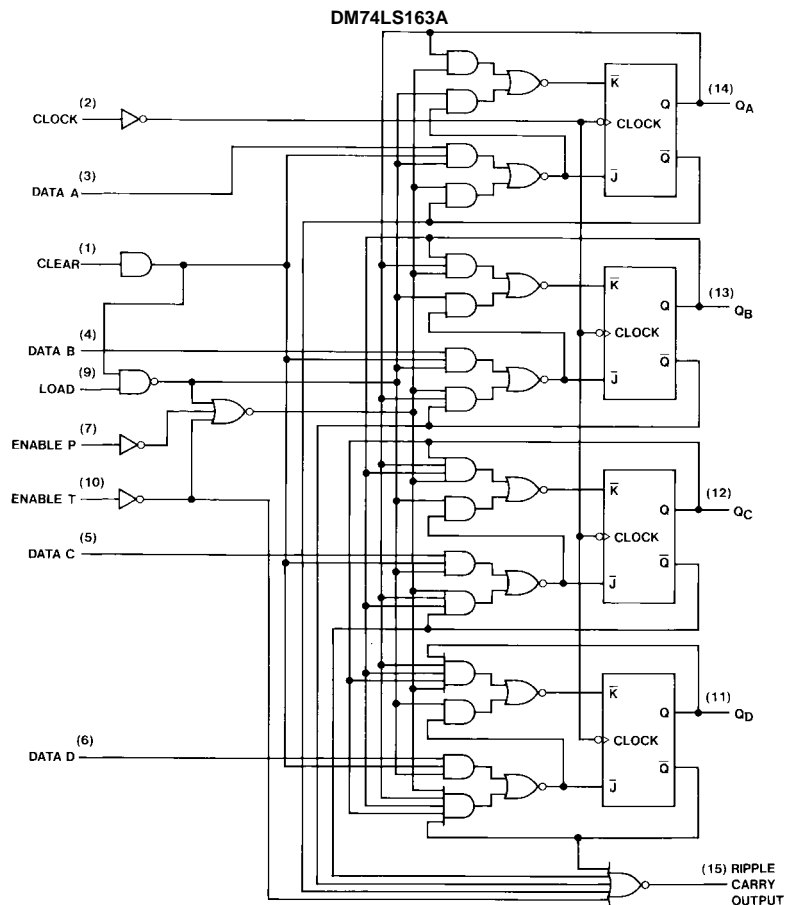 DM74LS163A
(2)
CLOCK
(3)
DATA A
(1)
CLEAR
(4)
DATA B
(9)
LOAD
(7)
ENABLE P
(10)
ENABLE T
(5)
DATA C
(6)
DATA D
K
Q
(14)
QA
CLOCK
Q
J
K
Q
(13)
QB
CLOCK
Q
J
K
Q
(12)
QC
CLOCK
Q
J
K
Q
(11)
QD
CLOCK
Q
J
(15) RIPPLE
CARRY
OUTPUT